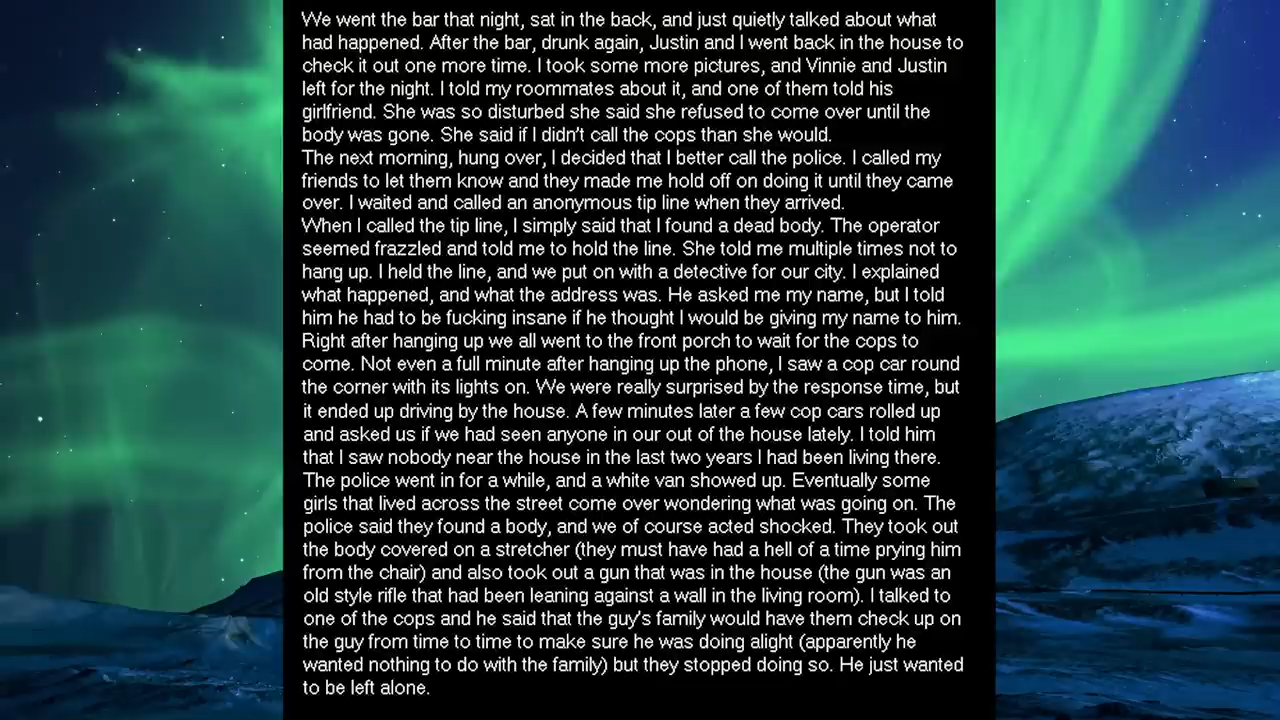 We went the bar that night, sat in the back, and just quietly talked about what
had happened. After the bar, drunk again, Justin and I went back in the house to
check it out one more time. I took some more pictures, and Vinnie and Justin
left for the night. I told my roommates about it, and one of them told his
girlfriend. She was so disturbed she said she refused to come over until the
body was gone. She said if I didn't call the cops than she would.
The next morning, hung over, I decided that I better call the police. I called my
friends to let them know and they made me hold off on doing it until they came
over. I waited and called an anonymous tip line when they arrived.
When I called the tip line, I simply said that I found a dead body. The operator
seemed frazzled and told me to hold the line. She told me multiple times not to
hang up. I held the line, and we put on with a detective for our city. I explained
what happened, and what the address was. He asked me my name, but I told
him he had to be fucking insane if he thought I would be giving my name to him.
Right after hanging up we all went to the front porch to wait for the cops to
come. Not even a full minute after hanging up the phone, I saw a cop car round
the corner with its lights on. We were really surprised by the response time, but
it ended up driving by the house. A few minutes later a few cop cars rolled up
and asked us if we had seen anyone in our out of the house lately. I told him
that I saw nobody near the house in the last two years I had been living there.
The police went in for a while, and a white van showed up. Eventually some
girls that lived across the street come over wondering what was going on. The
police said they found a body, and we of course acted shocked. They took out
the body covered on a stretcher (they must have had a hell of a time prying him
from the chair) and also took out a gun that was in the house (the gun was an
old style rifle that had been leaning against a wall in the living room). I talked to
one of the cops and he said that the guy's family would have them check up on
the guy from time to time to make sure he was doing alight (apparently he
wanted nothing to do with the family) but they stopped doing so. He just wanted
to be left alone.